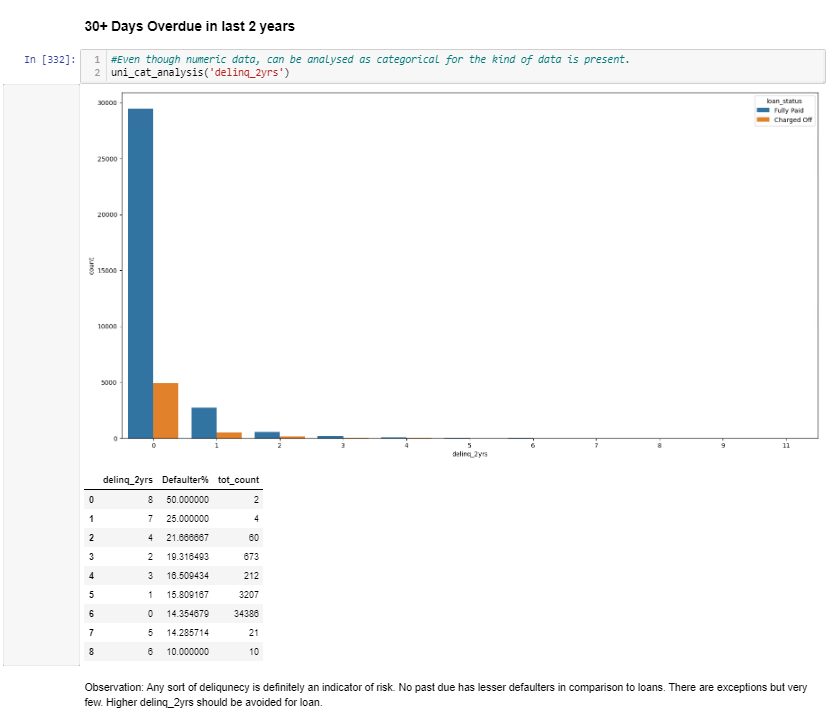 30+ Days Overdue in last 2 years
In [332]:
1 #Even though numeric data, can be analysed as categorical for the kind of data is present.
2 uni_cat_analysis('delinq_2yrs')
loan_status
Fully Paid
Charged Off
30000
25000
20000
15000
10000
5000
0
count
0 1 2 3 4 5 6 7 8 9 11
delinq_2yrs
delinq_2yrs Defaulter% tot_count
0 8 50.000000 2
1 7 25.000000 4
2 4 21.666667 60
3 2 19.316493 673
4 3 16.509434 212
5 1 15.809167 3207
6 0 14.354679 34386
7 5 14.285714 21
8 6 10.000000 10
Observation: Any sort of deliqunecy is definitely an indicator of risk. No past due has lesser defaulters in comparison to loans. There are exceptions but very
few. Higher delinq_2yrs should be avoided for loan.